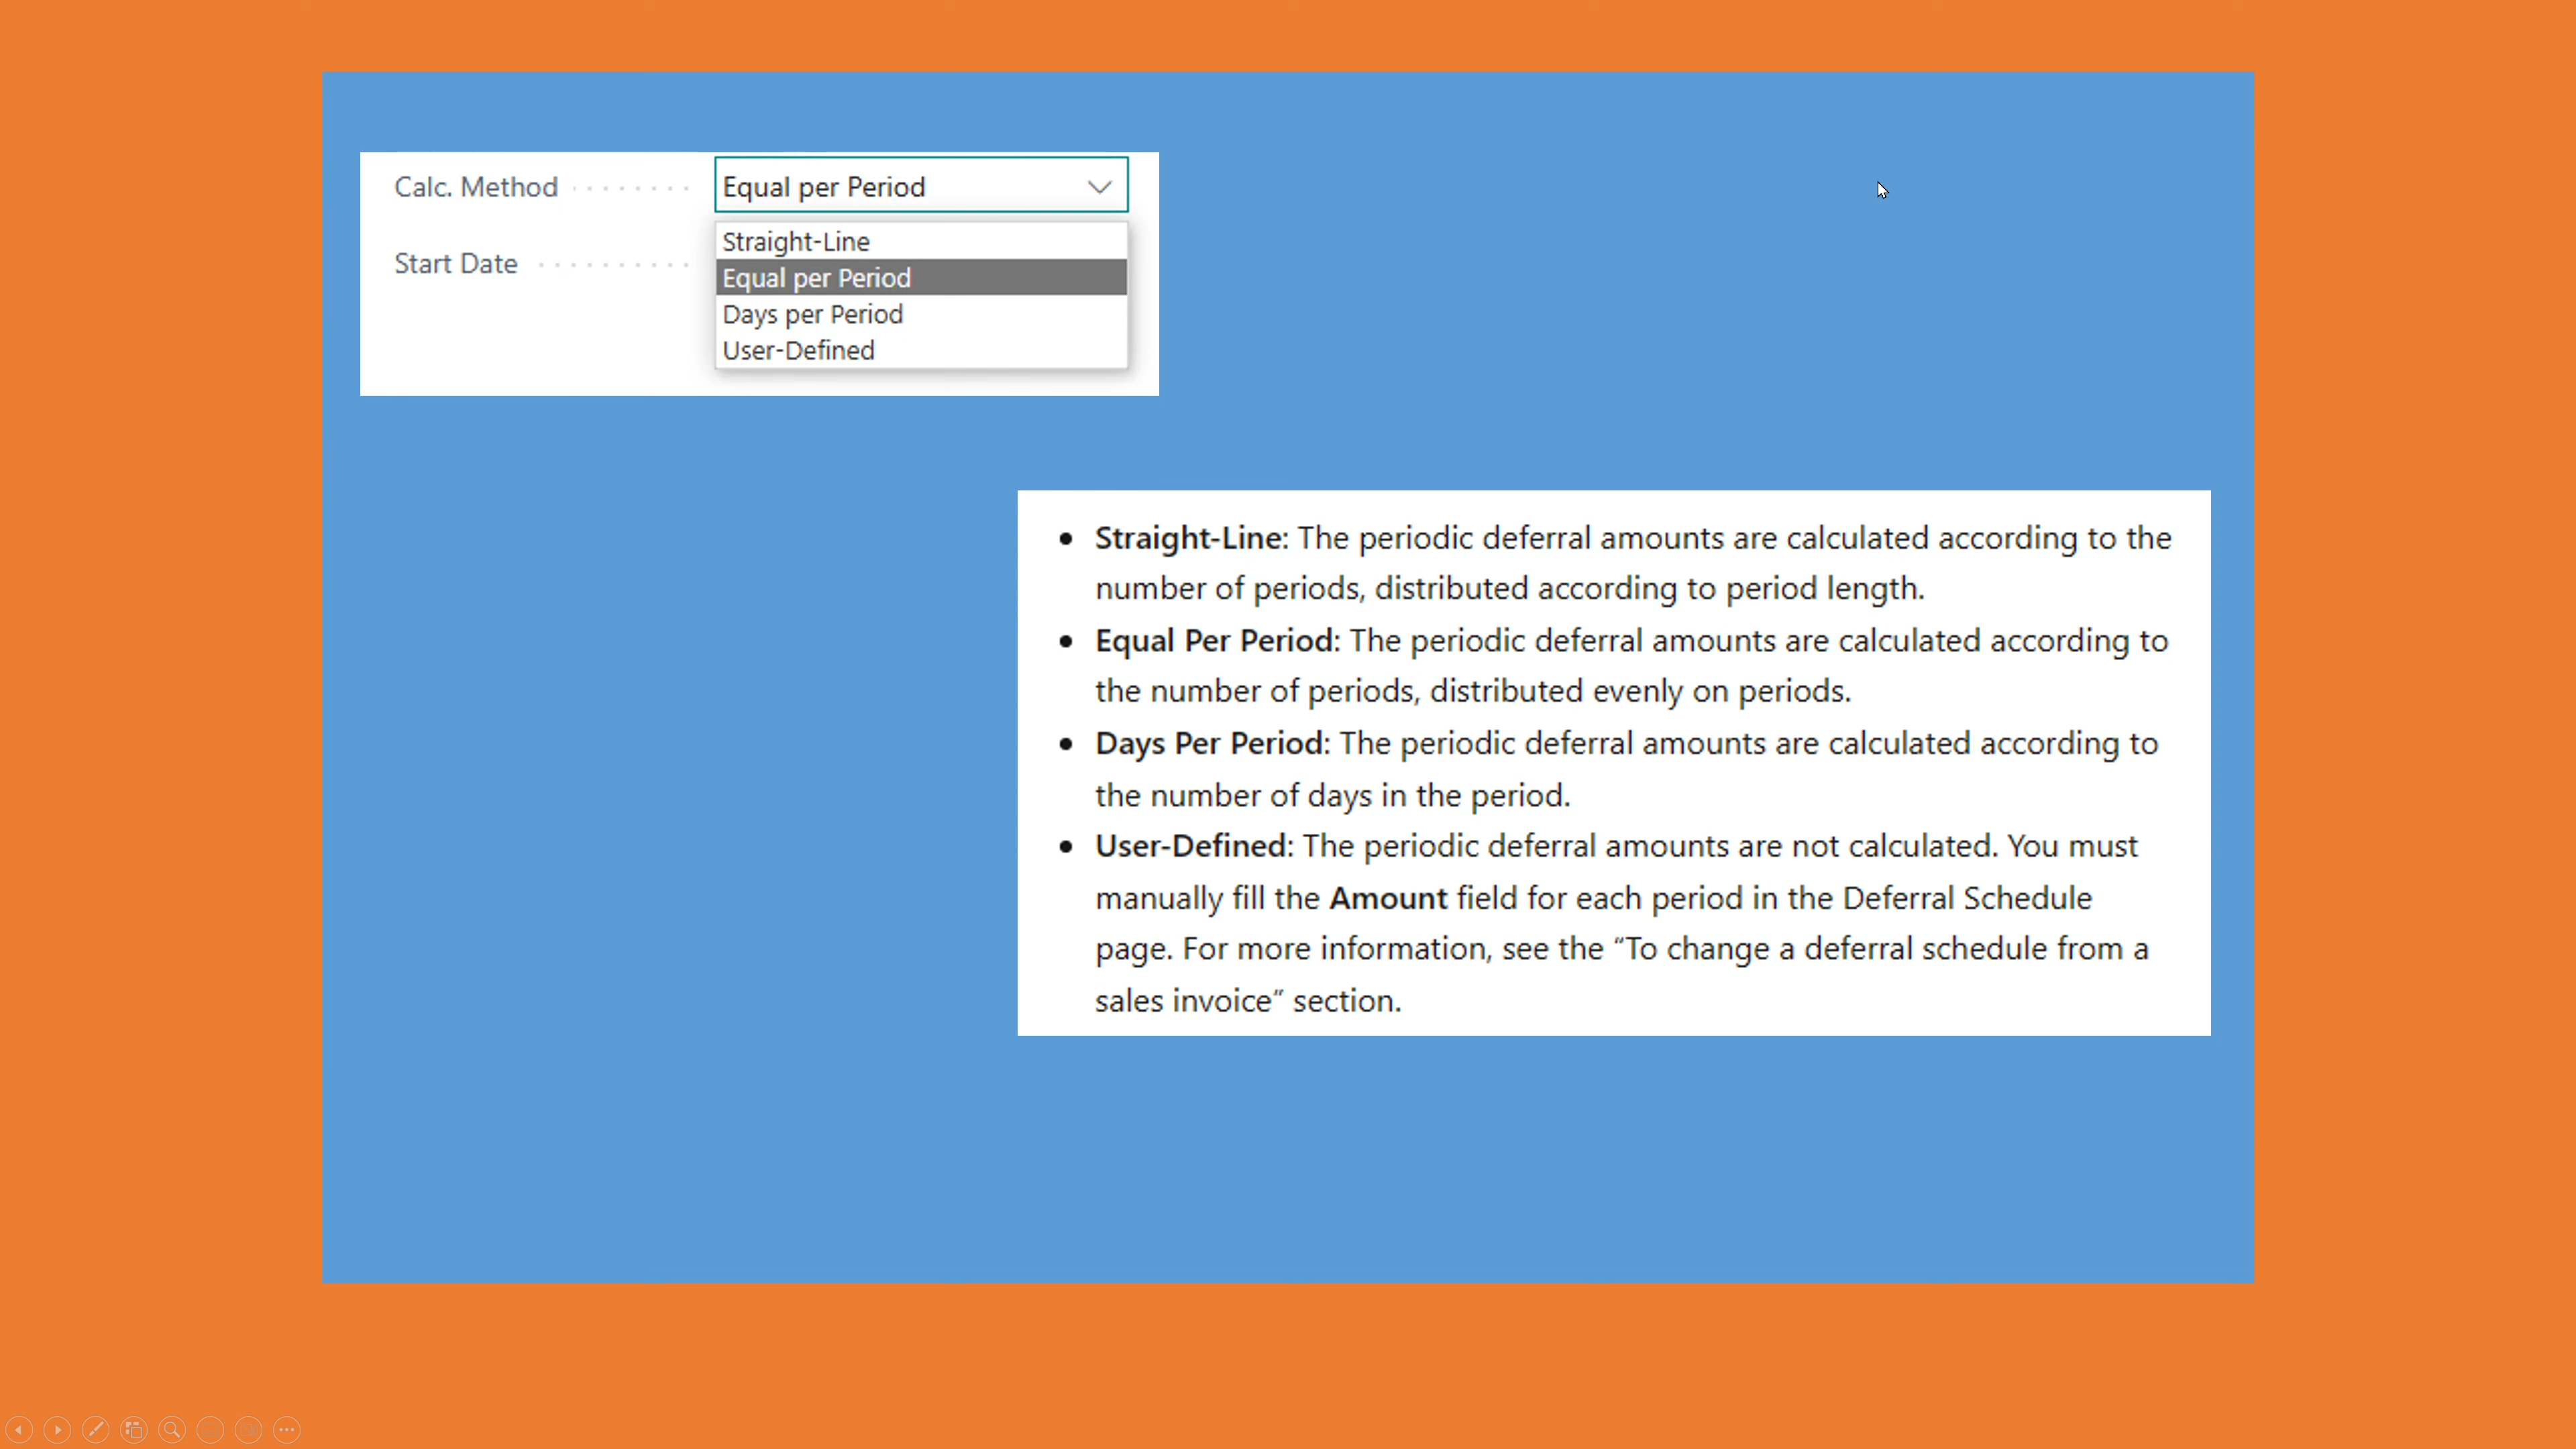 Calc. Method
Equal per Period
Straight-Line
Start Date
Equal per Period
Days per Period
User-Defined
• Straight-Line: The periodic deferral amounts are calculated according to the
number of periods, distributed according to period length.
• Equal Per Period: The periodic deferral amounts are calculated according to
the number of periods, distributed evenly on periods.
• Days Per Period: The periodic deferral amounts are calculated according to
the number of days in the period.
• User-Defined: The periodic deferral amounts are not calculated. You must
manually fill the Amount field for each period in the Deferral Schedule
page. For more information, see the “To change a deferral schedule from a
sales invoice” section.